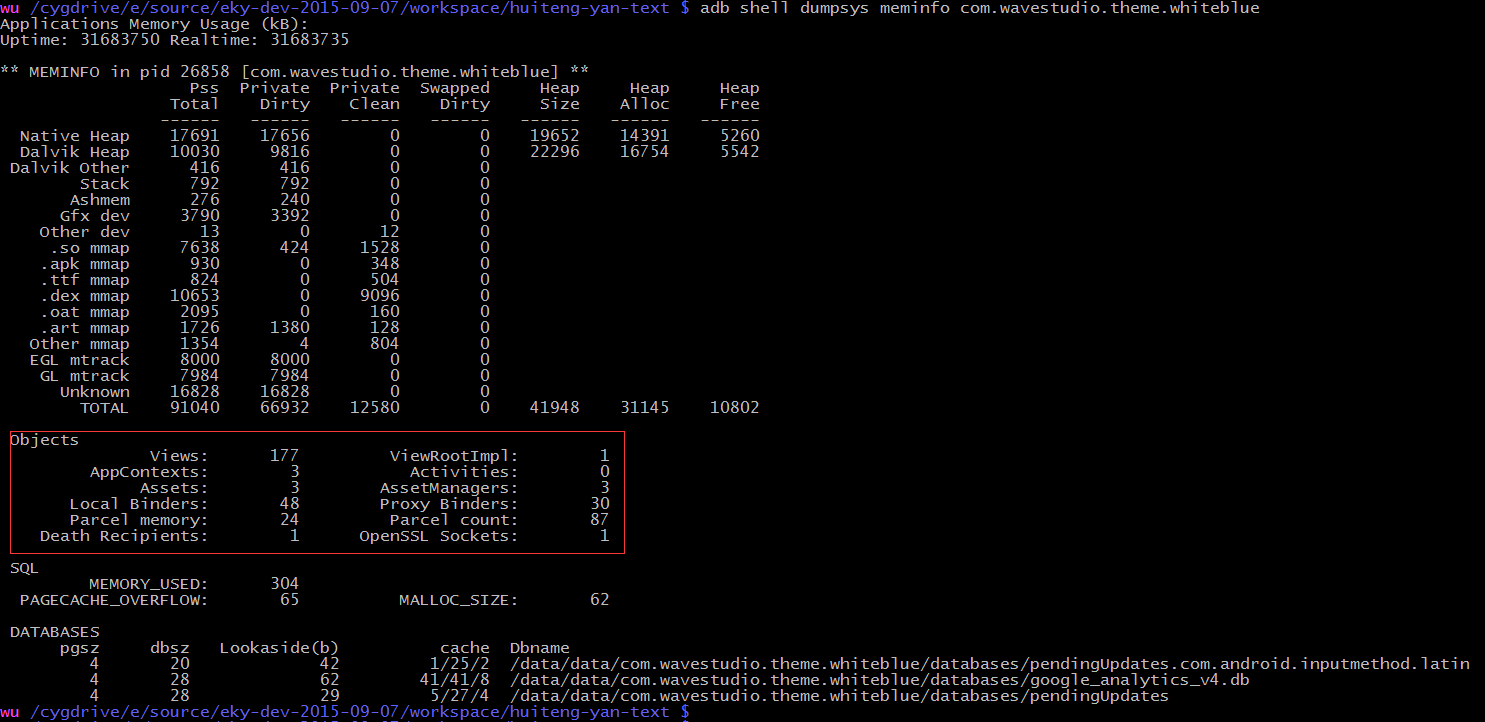 wu /cygdrive/e/source/eky-dev-2015-09-07/workspace/huiteng-yan-text $ adb shell dumpsys meminfo com.wavestudio.theme.whiteblue
Applications Memory Usage (kB):
Uptime: 31683750 Realtime: 31683735
** MEMINFO in pid 26858 [com.wavestudio.theme.whiteblue] **
Pss Private Private Swapped Heap Heap Heap
Total Dirty Clean Dirty Size Alloc Free
------ ------ ------ ------ ------ ------ ------
Native Heap 17691 17656 0 0 19652 14391 5260
Dalvik Heap 10030 9816 0 0 22296 16754 5542
Dalvik Other 416 416 0 0
Stack 792 792 0 0
Ashmem 276 240 0 0
Gfx dev 3790 3392 0 0
Other dev 13 0 12 0
.so mmap 7638 424 1528 0
.apk mmap 930 0 348 0
.ttf mmap 824 0 504 0
.dex mmap 10653 0 9096 0
.oat mmap 2095 0 160 0
.art mmap 1726 1380 128 0
Other mmap 1354 4 804 0
EGL mtrack 8000 8000 0 0
GL mtrack 7984 7984 0 0
Unknown 16828 16828 0 0
TOTAL 91040 66932 12580 0 41948 31145 10802
Objects
Views: 177 ViewRootImpl: 1
AppContexts: 3 Activities: 0
Assets: 3 AssetManagers: 3
Local Binders: 48 Proxy Binders: 30
Parcel memory: 24 Parcel count: 87
Death Recipients: 1 OpenSSL Sockets: 1
SQL
MEMORY_USED: 304
PAGECACHE_OVERFLOW: 65 MALLOC_SIZE: 62
DATABASES
pgsz dbsz Lookaside(b) cache Dbname
4 20 42 1/25/2 /data/data/com.wavestudio.theme.whiteblue/databases/pendingUpdates.com.android.inputmethod.latin
4 28 62 41/41/8 /data/data/com.wavestudio.theme.whiteblue/databases/google_analytics_v4.db
4 28 29 5/27/4 /data/data/com.wavestudio.theme.whiteblue/databases/pendingUpdates
wu /cygdrive/e/source/eky-dev-2015-09-07/workspace/huiteng-yan-text $